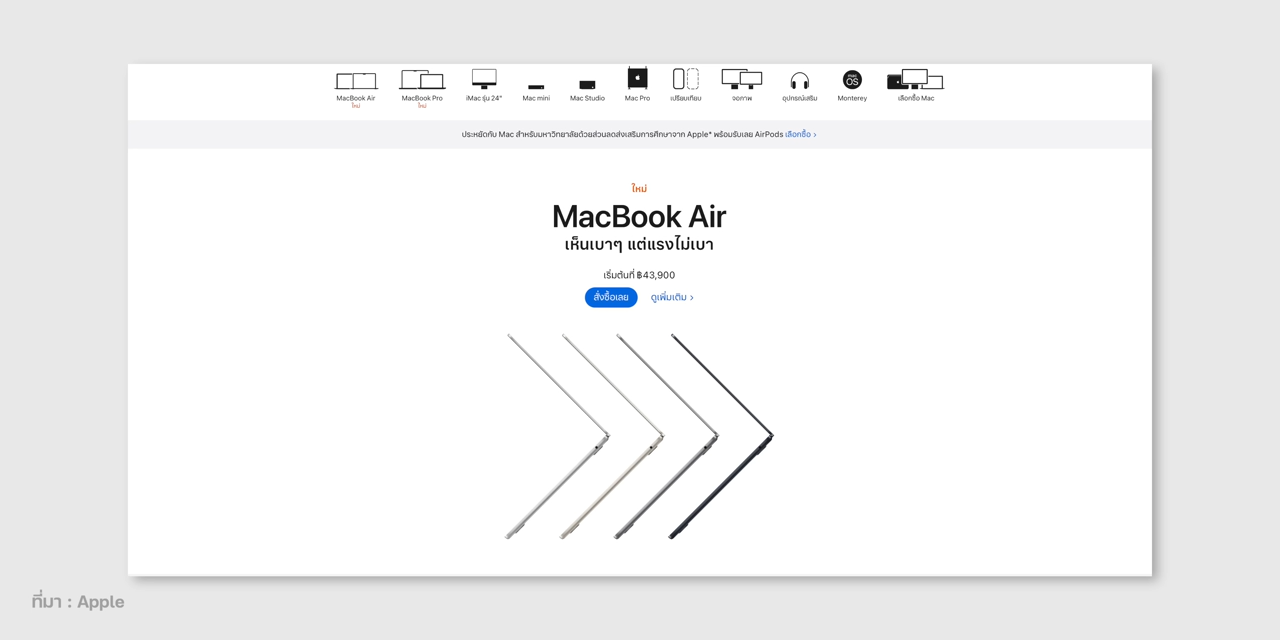 MacBook Air
ใหม่
MacBook Pro
ใหม่
iMac รุ่น 24"
Mac mini
Mac Studio
Mac Pro
เปรียบเทียบ
จอภาพ
อุปกรณ์เสริม
mac
OS
Monterey
เลือกซื้อ Mac
ประหยัดกับ Mac สำหรับมหาวิทยาลัยด้วยส่วนลดส่งเสริมการศึกษาจาก Apple* พร้อมรับเลย AirPods เลือกซื้อ >
ใหม่
MacBook Air
เห็นเบาๆ แต่แรงไม่เบา
เริ่มต้นที่ ฿43,900
สั่งซื้อเลย
ดูเพิ่มเติม >
ที่มา : Apple